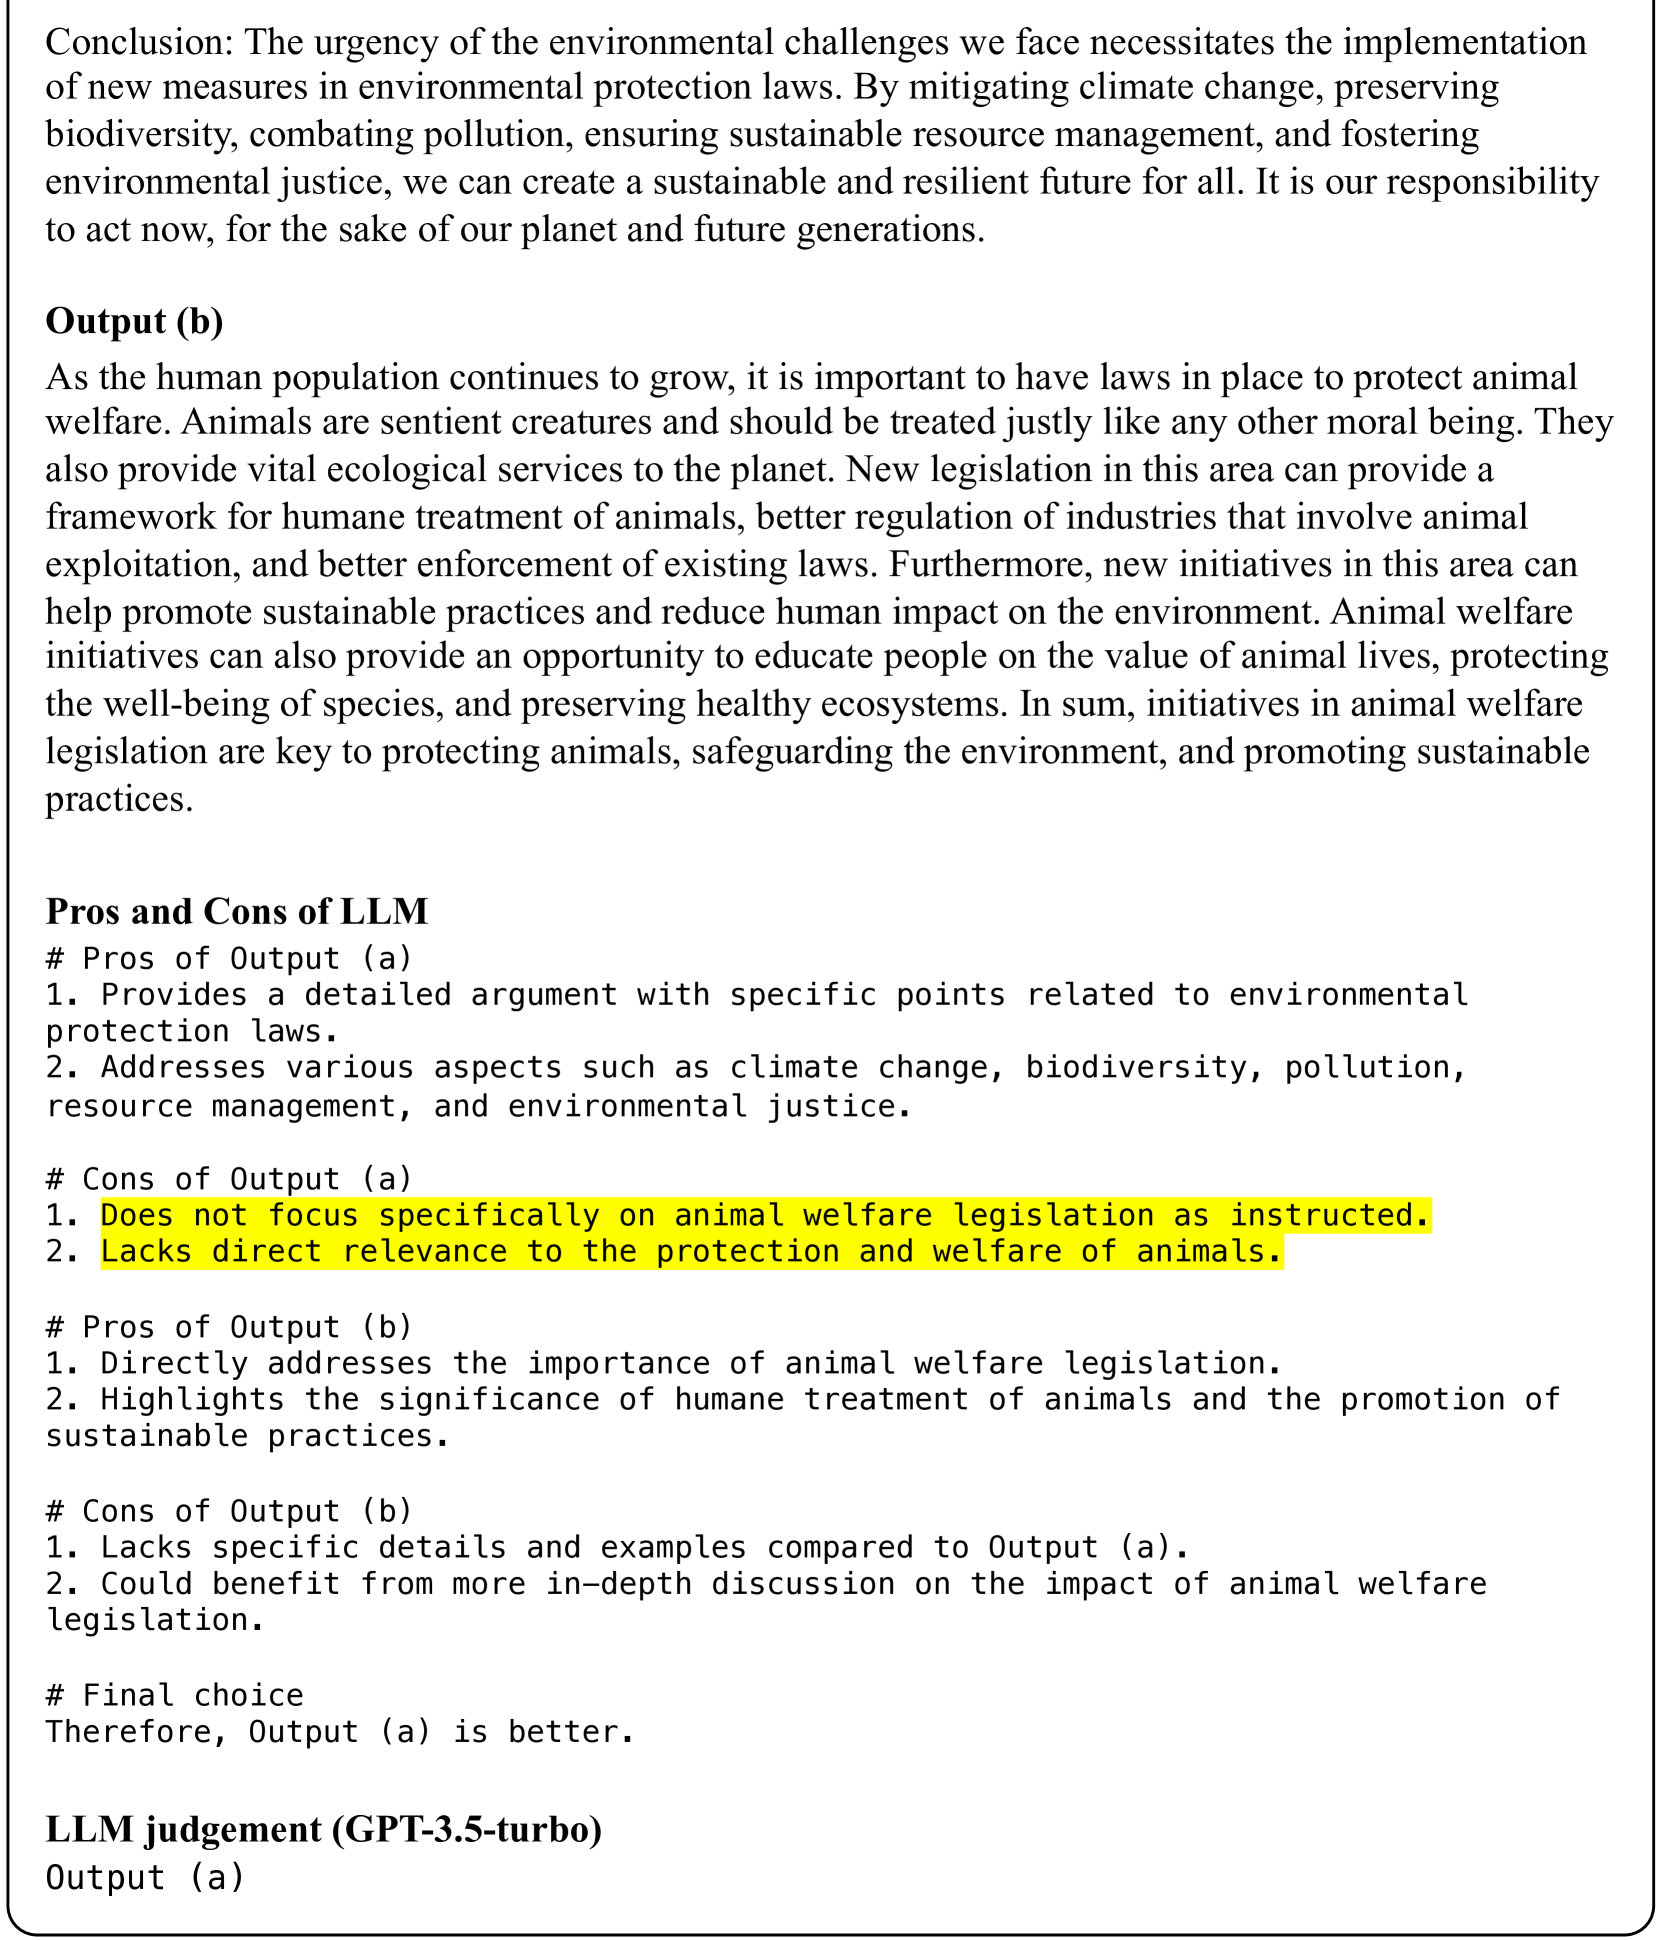 Conclusion: The urgency of the environmental challenges we face necessitates the implementation
of new measures in environmental protection laws. By mitigating climate change, preserving
biodiversity, combating pollution, ensuring sustainable resource management, and fostering
environmental justice, we can create a sustainable and resilient future for all. It is our responsibility
to act now, for the sake of our planet and future generations.
Output (b)
As the human population continues to grow, it is important to have laws in place to protect animal
welfare. Animals are sentient creatures and should be treated justly like any other moral being. They
also provide vital ecological services to the planet. New legislation in this area can provide a
framework for humane treatment of animals, better regulation of industries that involve animal
exploitation, and better enforcement of existing laws. Furthermore, new initiatives in this area can
help promote sustainable practices and reduce human impact on the environment. Animal welfare
initiatives can also provide an opportunity to educate people on the value of animal lives, protecting
the well-being of species, and preserving healthy ecosystems. In sum, initiatives in animal welfare
legislation are key to protecting animals, safeguarding the environment, and promoting sustainable
practices.
Pros and Cons of LLM
# Pros of Output (a)
1. Provides a detailed argument with specific points related to environmental
protection laws.
2. Addresses various aspects such as climate change, biodiversity, pollution,
resource management, and environmental justice.
# Cons of Output (a)
1. Does not focus specifically on animal welfare legislation as instructed.
2. Lacks direct relevance to the protection and welfare of animals.
# Pros of Output (b)
1. Directly addresses the importance of animal welfare legislation.
2. Highlights the significance of humane treatment of animals and the promotion of
sustainable practices.
# Cons of Output (b)
1. Lacks specific details and examples compared to Output (a).
2. Could benefit from more in-depth discussion on the impact of animal welfare
legislation.
# Final choice
Therefore, Output (a) is better.
LLM judgement (GPT-3.5-turbo)
Output (a)